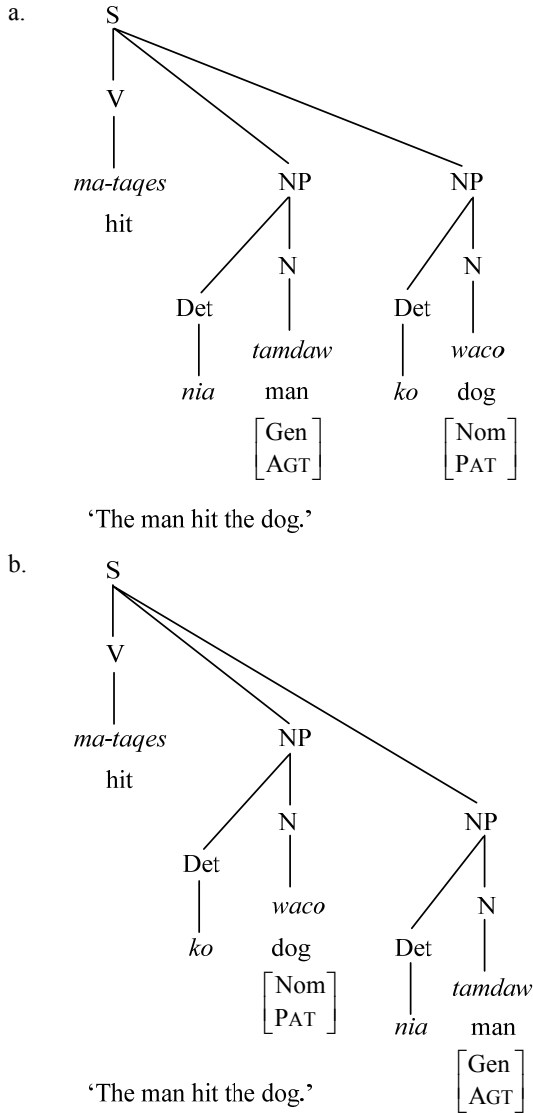 a.
S
V
ma-taqes NP NP
hit
N N
Det Det
tamdaw waco
nia man ko dog
[Gen AGT] [Nom PAT]
‘The man hit the dog.’
b.
S
V
ma-taqes NP
hit
N NP
Det
waco N
ko dog Det
[Nom PAT] tamdaw
nia man
[Gen AGT]
‘The man hit the dog.’